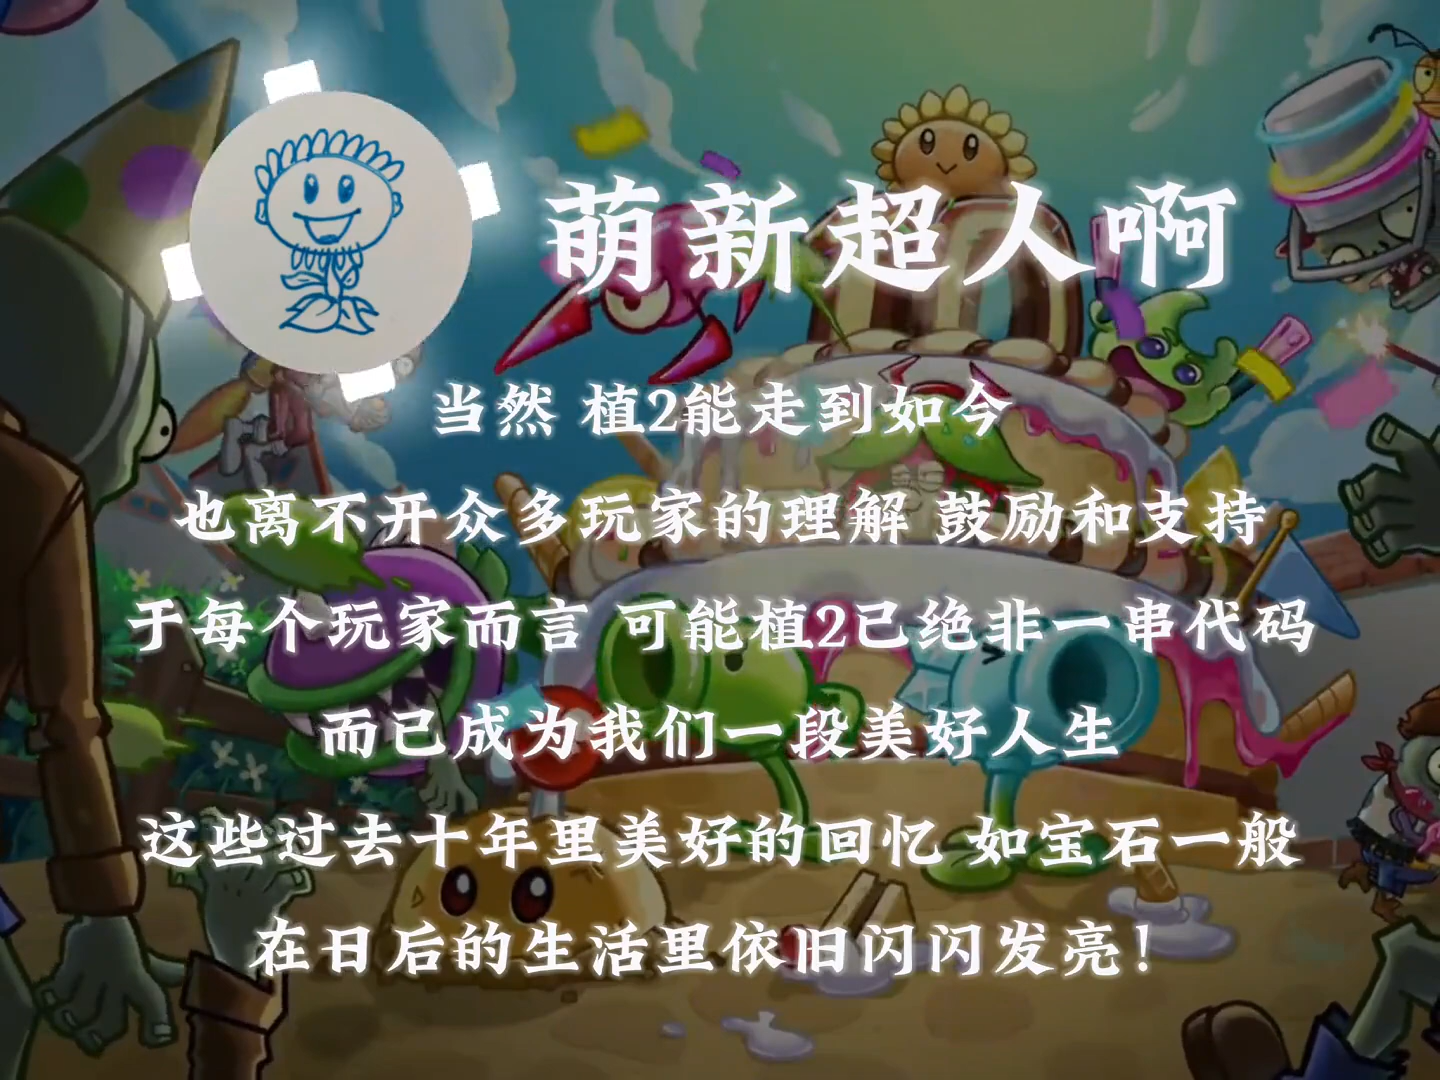 萌新超人啊
当然 植2能走到如今
也离不开众多玩家的理解 鼓励和支持
于每个玩家而言 可能植2已绝非一串代码
而已成为我们一段美好人生
这些过去十年里美好的回忆 如宝石一般
在日后的生活里依旧闪闪发亮！